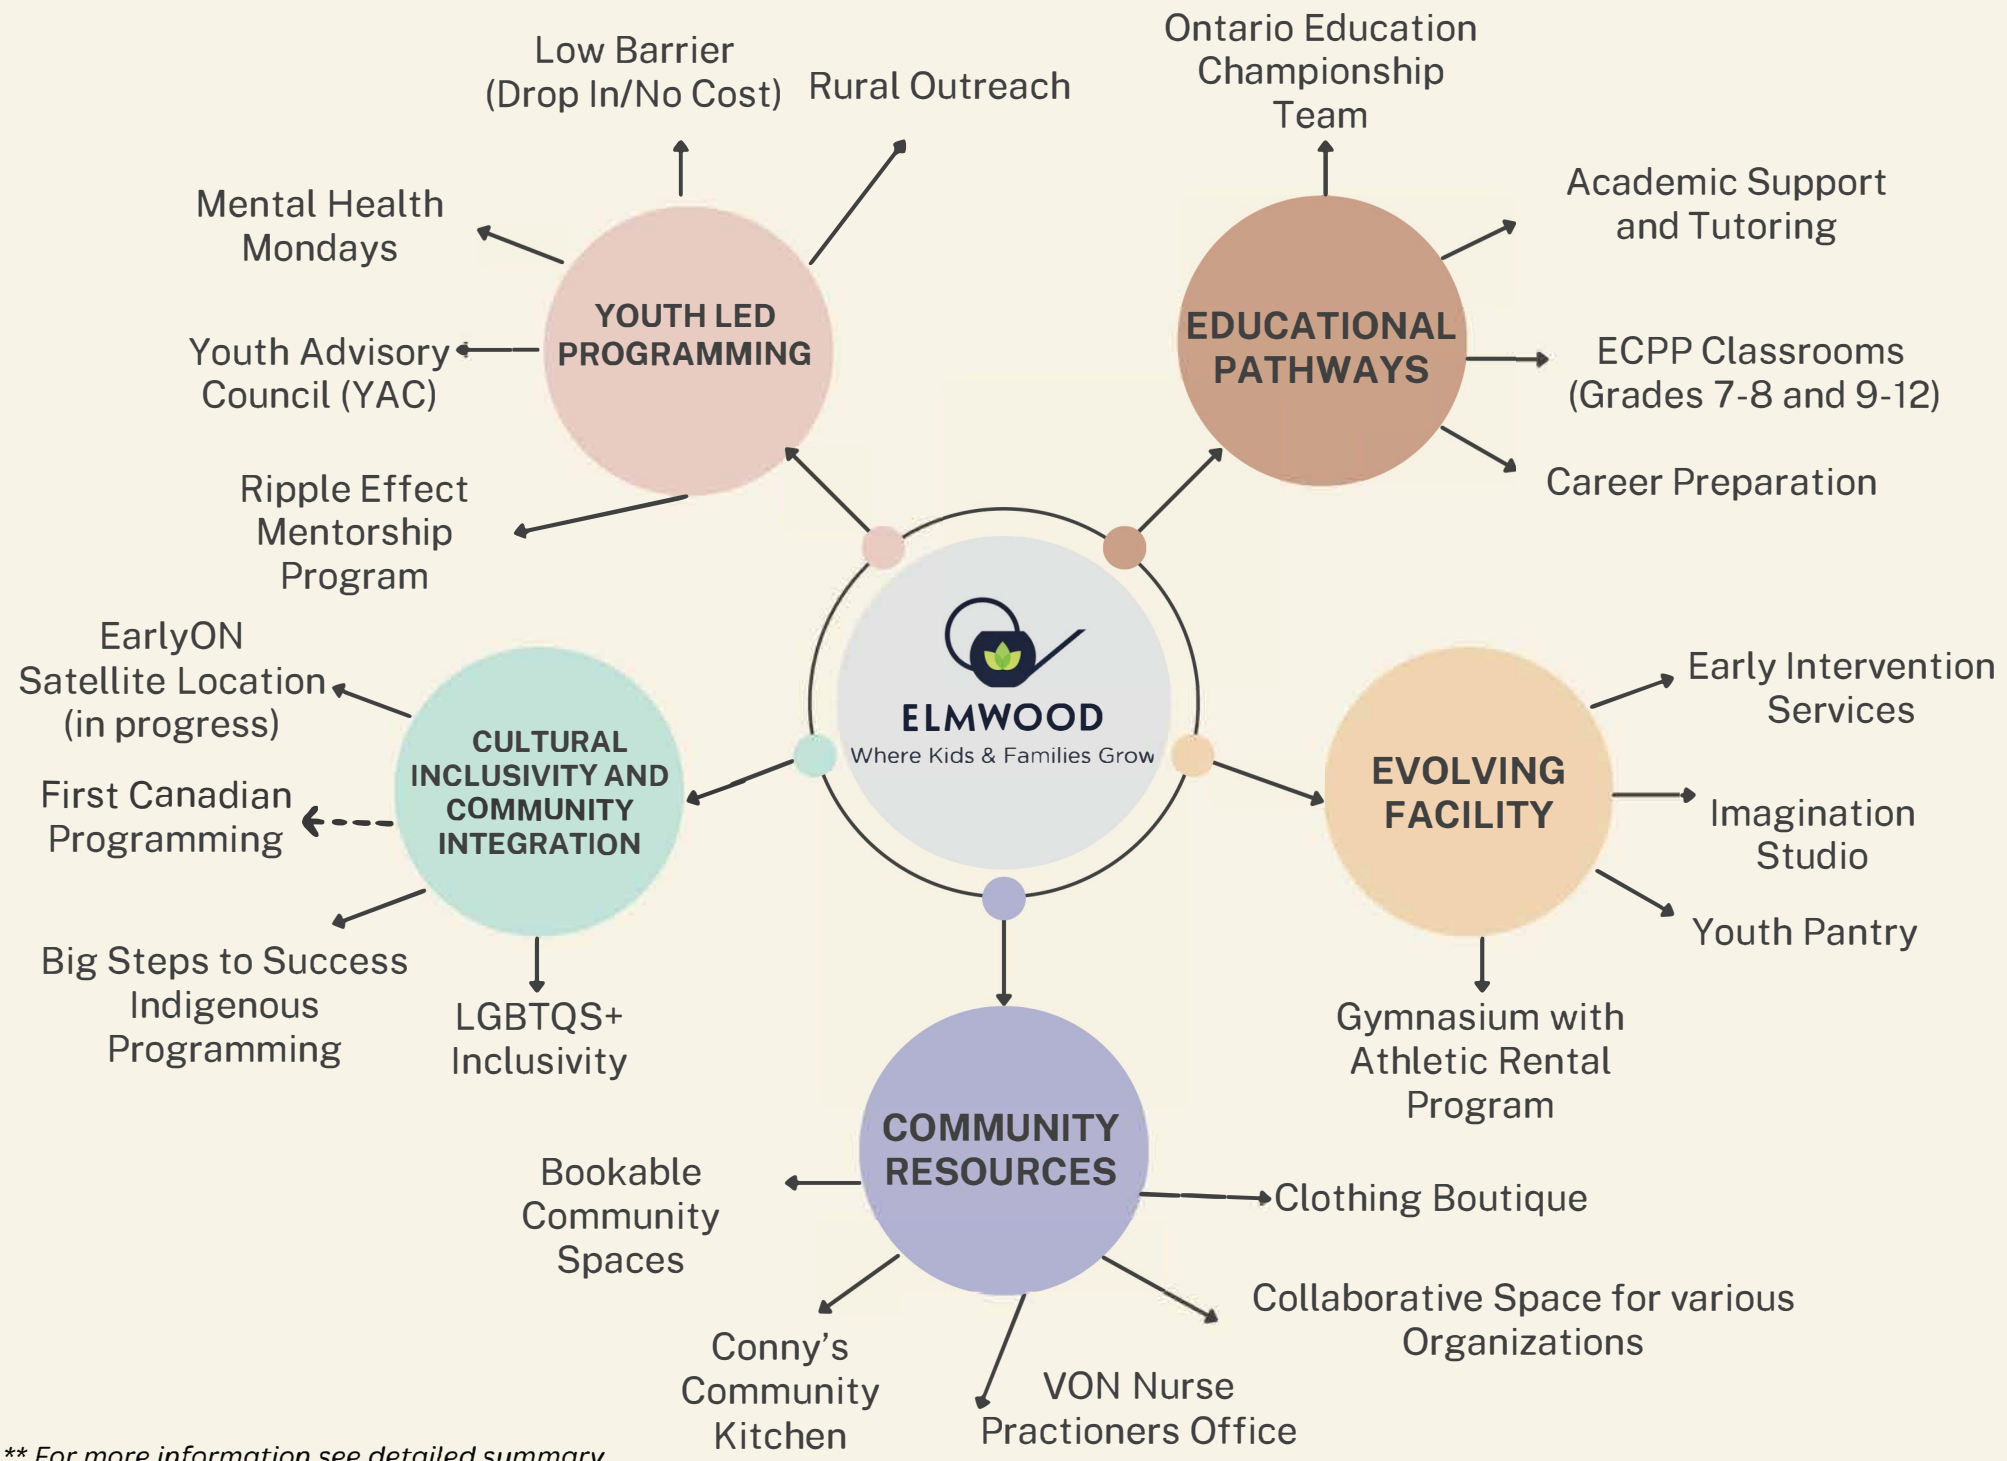 Low Barrier
(Drop In/No Cost)
Rural Outreach
Mental Health
Mondays
Youth Advisory
Council (YAC)
Ripple Effect
Mentorship
Program
YOUTH LED
PROGRAMMING
Ontario Education
Championship
Team
Academic Support
and Tutoring
ECPP Classrooms
(Grades 7-8 and 9-12)
Career Preparation
EDUCATIONAL
PATHWAYS
ELMWOOD
Where Kids & Families Grow
EarlyON
Satellite Location
(in progress)
First Canadian
Programming
Big Steps to Success
Indigenous
Programming
LGBTQS+
Inclusivity
CULTURAL
INCLUSIVITY AND
COMMUNITY
INTEGRATION
EVOLVING
FACILITY
Early Intervention
Services
Imagination
Studio
Youth Pantry
Gymnasium with
Athletic Rental
Program
COMMUNITY
RESOURCES
Bookable
Community
Spaces
Conny's
Community
Kitchen
VON Nurse
Practioners Office
Collaborative Space for various
Organizations
Clothing Boutique
** For more information see detailed summary